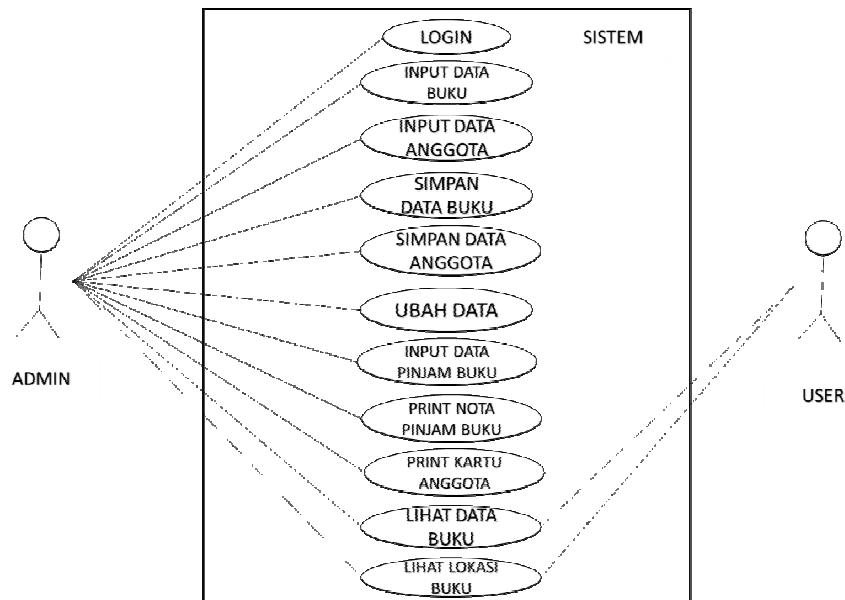 LOGIN
SISTEM
INPUT DATA
BUKU
INPUT DATA
ANGGOTA
SIMPAN
DATA BUKU
SIMPAN DATA
ANGGOTA
UBAH DATA
INPUT DATA
PINJAM BUKU
ADMIN
USER
PRINT NOTA
PINJAM BUKU
PRINT KARTU
ANGGOTA
LIHAT DATA
BUKU
LIHAT LOKASI
BUKU